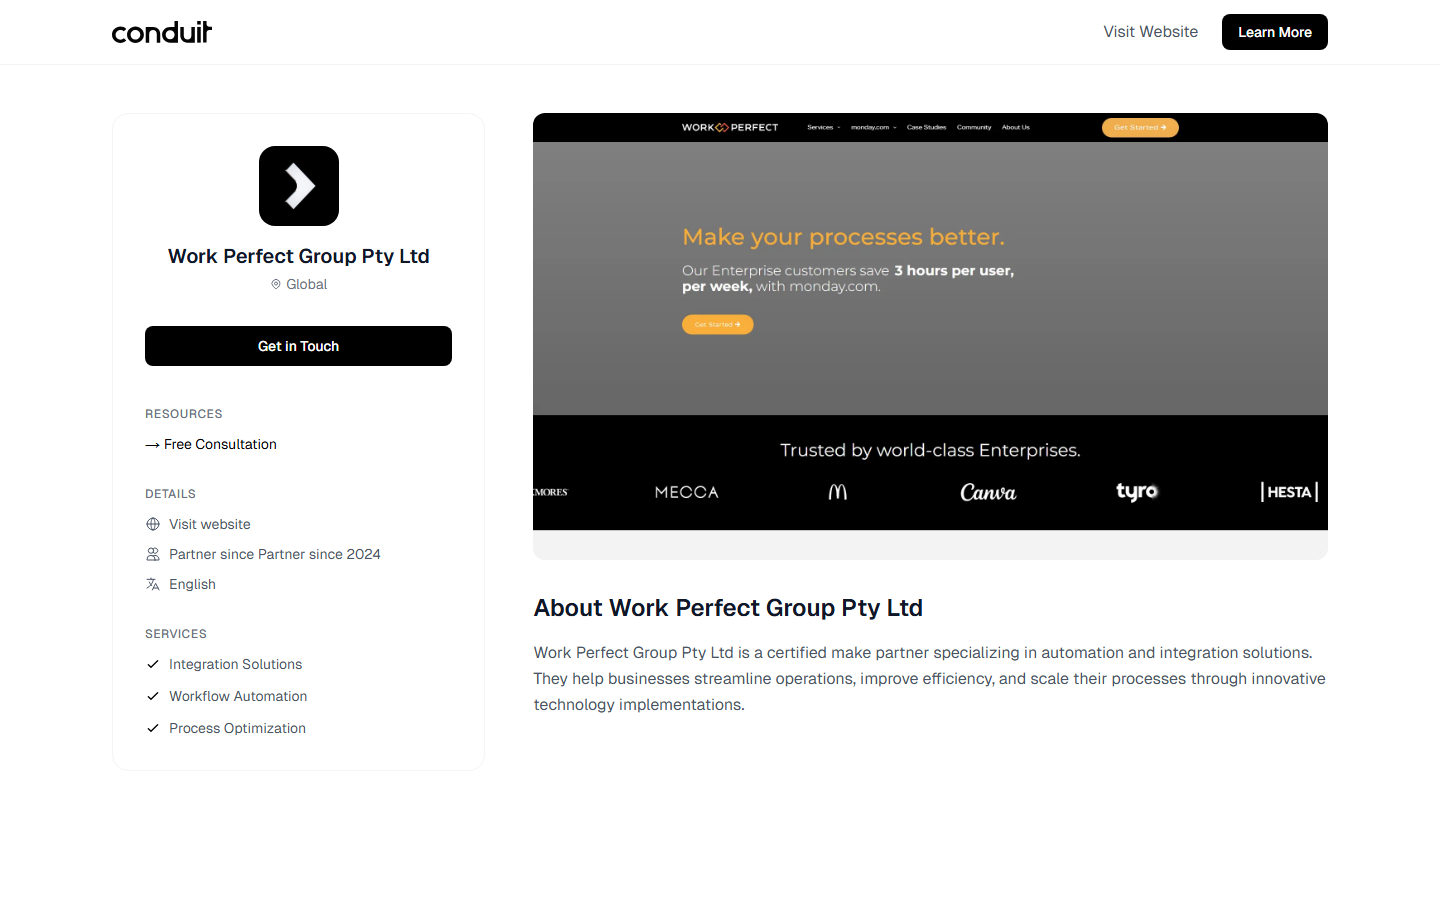 conduit
Visit Website
Learn More
Work Perfect Group Pty Ltd
Global
Get in Touch
RESOURCES
→ Free Consultation
DETAILS
Visit website
Partner since Partner since 2024
English
SERVICES
Integration Solutions
Workflow Automation
Process Optimization
WORK PERFECT
Services
monday.com
Case Studies
Community
About Us
Get Started →
Make your processes better.
Our Enterprise customers save 3 hours per user,
per week, with monday.com.
Get Started →
Trusted by world-class Enterprises.
MECCA
Canva
tyro
HESTA
About Work Perfect Group Pty Ltd
Work Perfect Group Pty Ltd is a certified make partner specializing in automation and integration solutions.
They help businesses streamline operations, improve efficiency, and scale their processes through innovative
technology implementations.